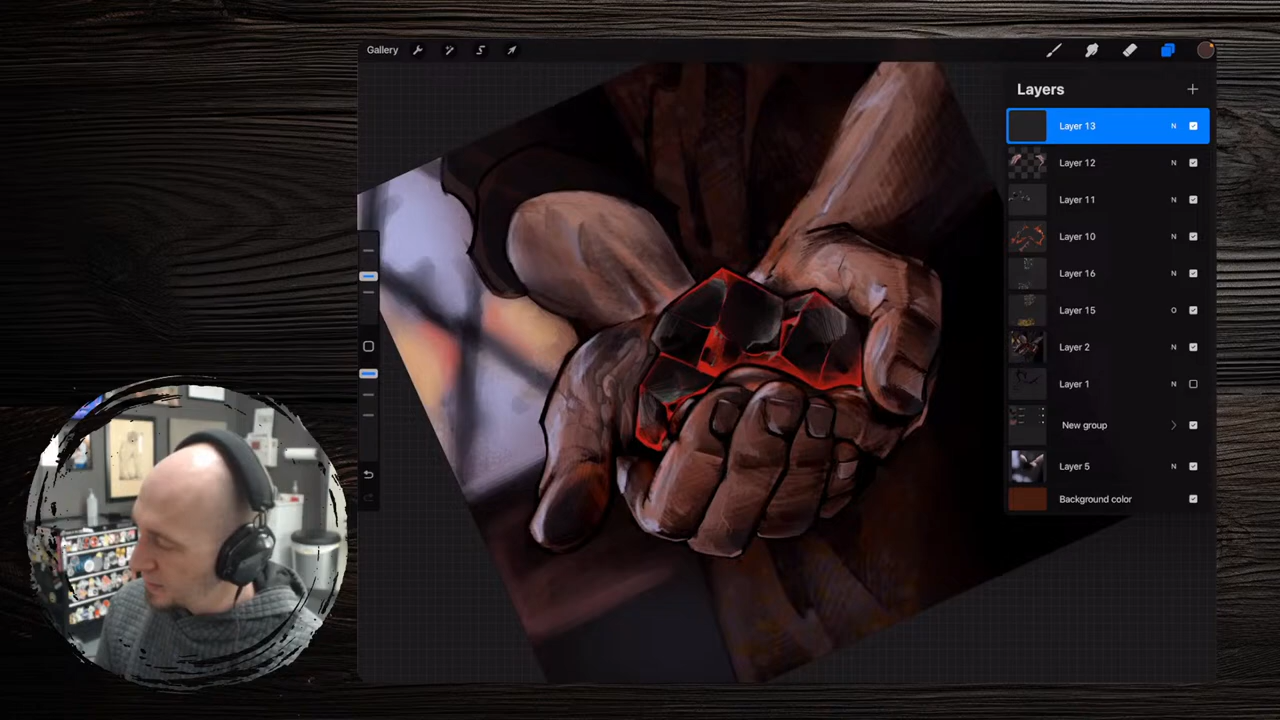 Gallery
Layers
Layer 13 N
Layer 12 N
Layer 11 N
Layer 10 N
Layer 16 N
Layer 15 O
Layer 2 N
Layer 1 N
New group
Layer 5 N
Background color